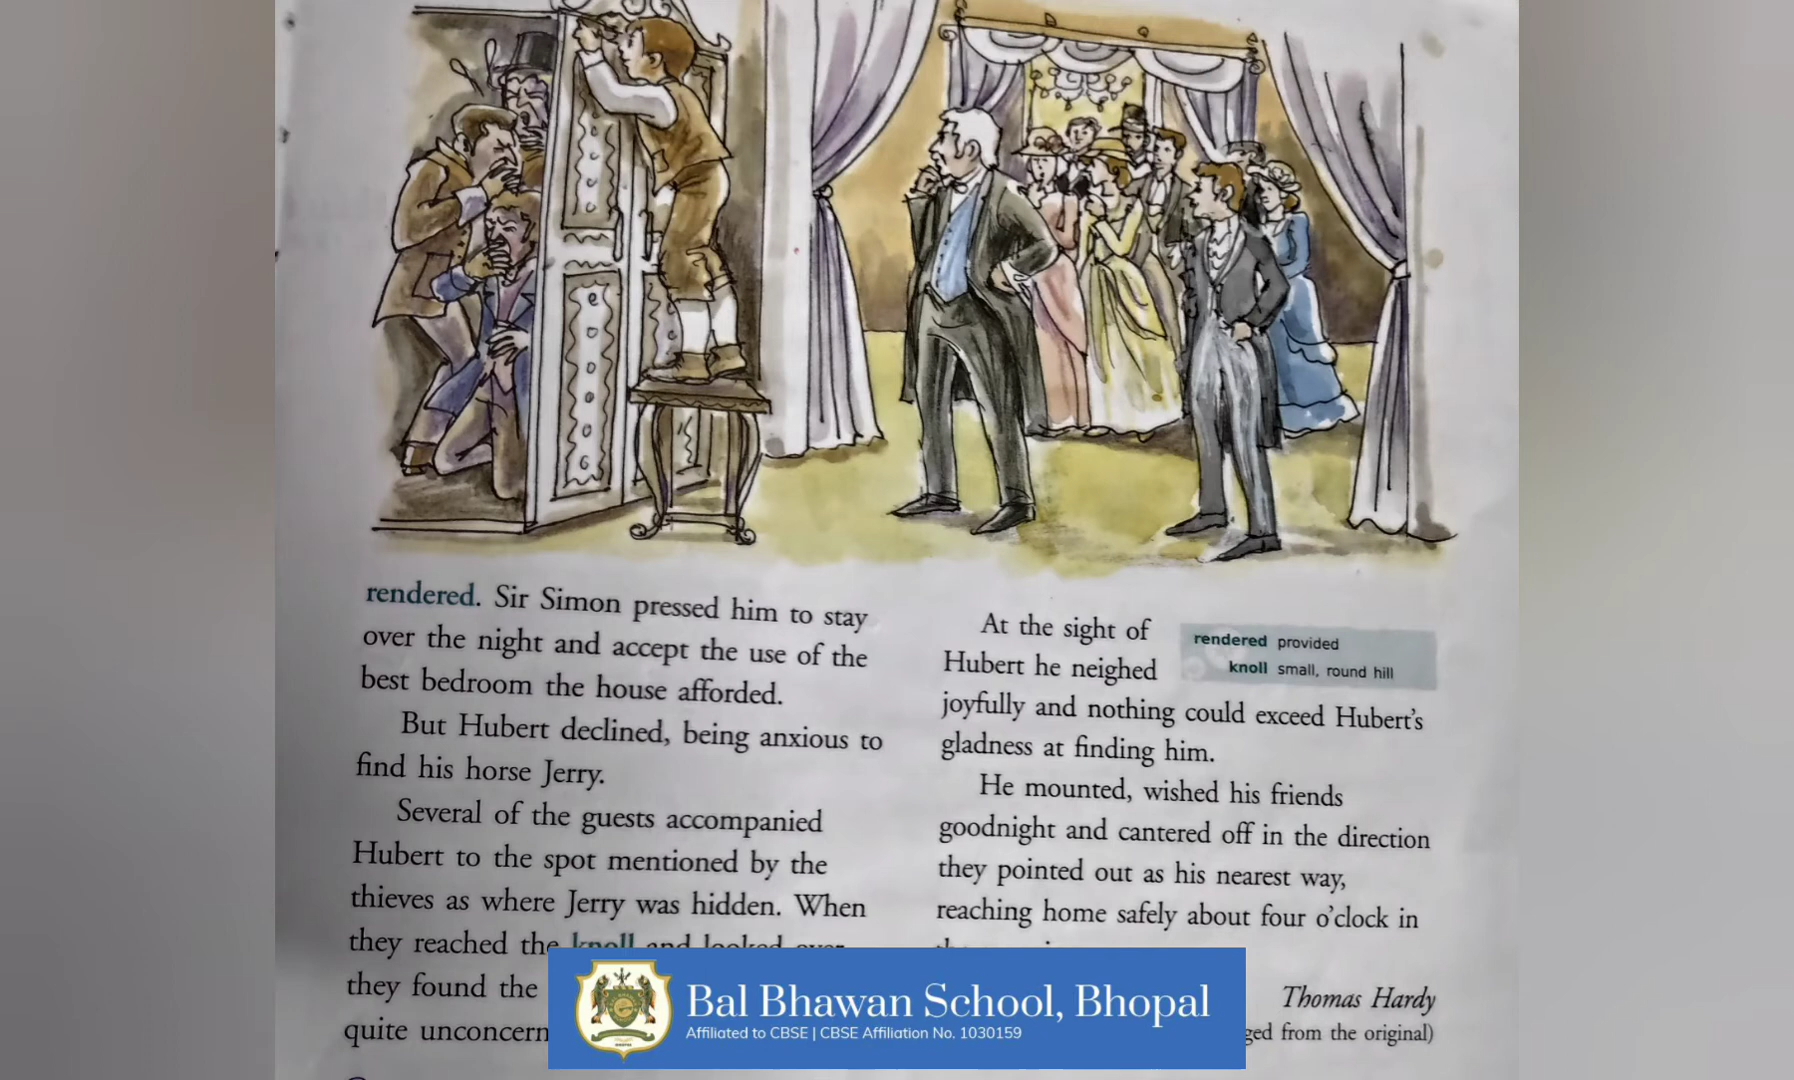 rendered. Sir Simon pressed him to stay
over the night and accept the use of the
best bedroom the house afforded.
But Hubert declined, being anxious to
find his horse Jerry.
Several of the guests accompanied
Hubert to the spot mentioned by the
thieves as where Jerry was hidden. When
they reached the knoll and looked over
they found the
quite unconcern
At the sight of
Hubert he neighed
joyfully and nothing could exceed Hubert's
gladness at finding him.
He mounted, wished his friends
goodnight and cantered off in the direction
they pointed out as his nearest way,
reaching home safely about four o'clock in
rendered provided
knoll small, round hill
Thomas Hardy
ged from the original)
Bal Bhawan School, Bhopal
Affiliated to CBSE | CBSE Affiliation No. 1030159